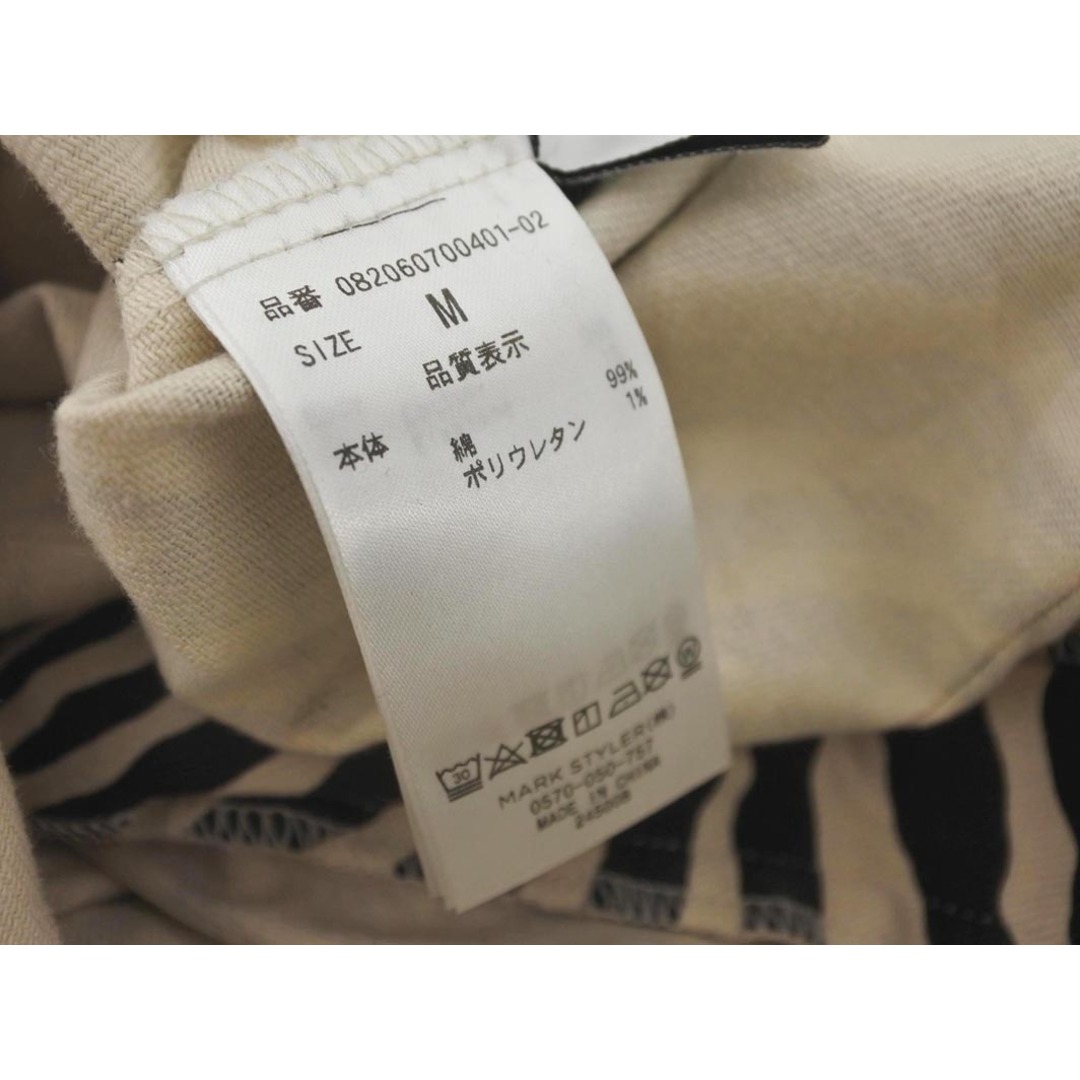 品番 082060700401-02
SIZE M
品質表示
本体 綿 99%
ポリウレタン 1%
30
W
MARK STYLER(株)
0570-050-757
MADE IN CHINA